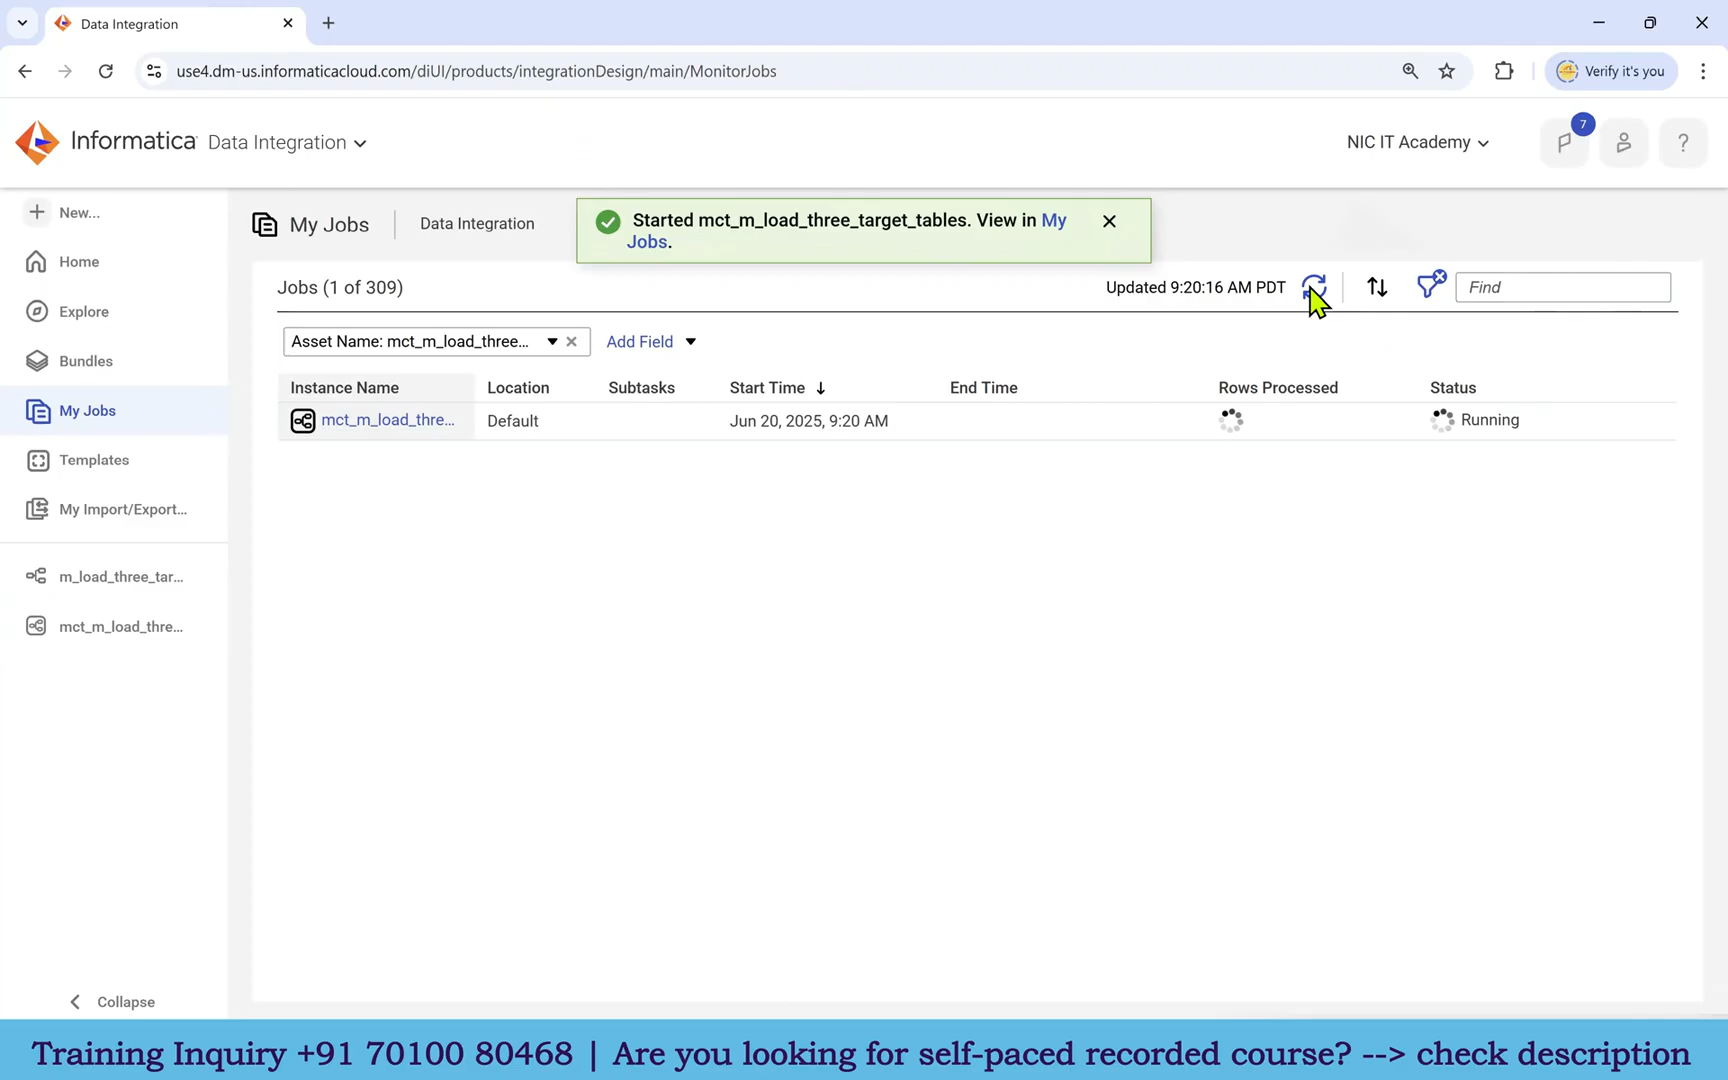 Data Integration
use4.dm-us.informaticacloud.com/diUI/products/integrationDesign/main/MonitorJobs
Verify it's you
Informatica Data Integration
NIC IT Academy
7
?
New...
Home
Explore
Bundles
My Jobs
Templates
My Import/Export...
m_load_three_tar...
mct_m_load_thre...
Collapse
My Jobs
Data Integration
Started mct_m_load_three_target_tables. View in My
Jobs.
Jobs (1 of 309)
Updated 9:20:16 AM PDT
Find
Asset Name: mct_m_load_three...
Add Field
Instance Name Location Subtasks Start Time End Time Rows Processed Status
mct_m_load_thre... Default Jun 20, 2025, 9:20 AM Running
Training Inquiry +91 70100 80468 | Are you looking for self-paced recorded course? --> check description